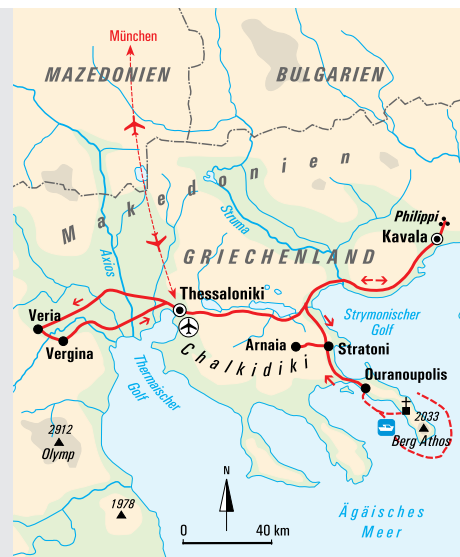 München
MAZEDONIEN
BULGARIEN
Makedonien
Struma
Axios
Philippi
Kavala
GRIECHENLAND
Thessaloniki
Veria
Vergina
Strymonischer
Golf
Arnaia
Stratoni
Chalkidiki
Ouranoupolis
Thermaischer
Golf
2033
Berg Athos
2912
Olymp
1978
N
0 40 km
Ägäisches
Meer